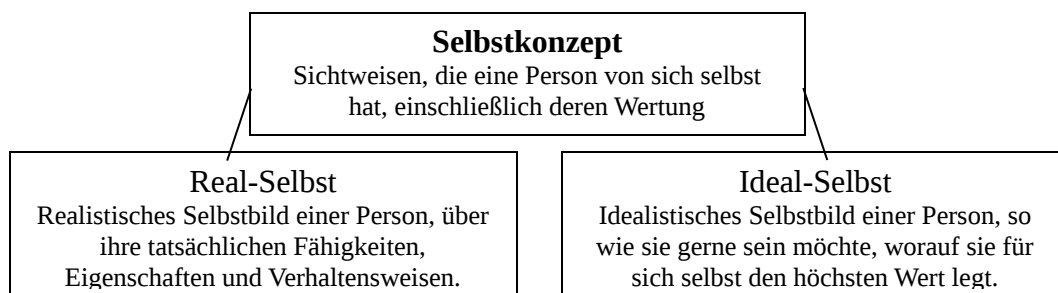 Selbstkonzept
Sichtweisen, die eine Person von sich selbst
hat, einschließlich deren Wertung
Real-Selbst
Realistisches Selbstbild einer Person, über
ihre tatsächlichen Fähigkeiten,
Eigenschaften und Verhaltensweisen.
Ideal-Selbst
Idealistisches Selbstbild einer Person, so
wie sie gerne sein möchte, worauf sie für
sich selbst den höchsten Wert legt.